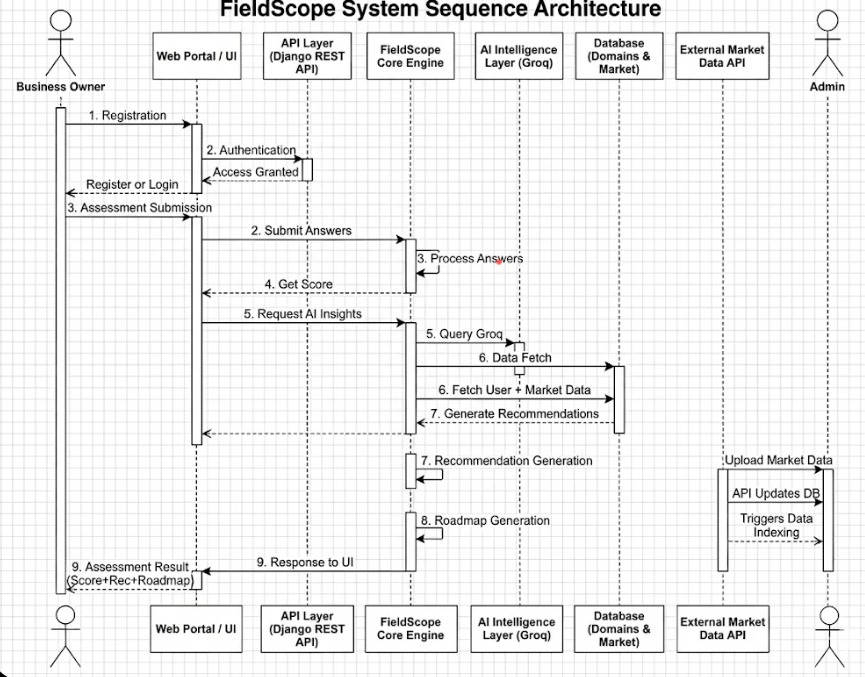 FieldScope System Sequence Architecture
Business Owner
Web Portal / UI
API Layer
(Django REST
API)
FieldScope
Core Engine
AI Intelligence
Layer (Groq)
Database
(Domains &
Market)
External Market
Data API
Admin
1. Registration
2. Authentication
Access Granted
Register or Login
3. Assessment Submission
2. Submit Answers
3. Process Answers
4. Get Score
5. Request AI Insights
5. Query Groq
6. Data Fetch
6. Fetch User + Market Data
7. Generate Recommendations
7. Recommendation Generation
Upload Market Data
API Updates DB
Triggers Data
Indexing
8. Roadmap Generation
9. Response to UI
9. Assessment Result
(Score+Rec+Roadmap)
Web Portal / UI
API Layer
(Django REST
API)
FieldScope
Core Engine
AI Intelligence
Layer (Groq)
Database
(Domains &
Market)
External Market
Data API